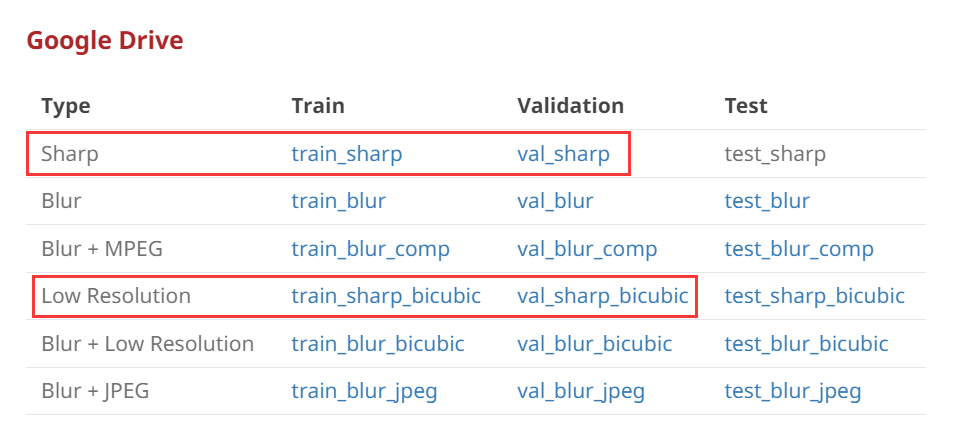 Google Drive
Type Train Validation Test
Sharp train_sharp val_sharp test_sharp
Blur train_blur val_blur test_blur
Blur + MPEG train_blur_comp val_blur_comp test_blur_comp
Low Resolution train_sharp_bicubic val_sharp_bicubic test_sharp_bicubic
Blur + Low Resolution train_blur_bicubic val_blur_bicubic test_blur_bicubic
Blur + JPEG train_blur_jpeg val_blur_jpeg test_blur_jpeg